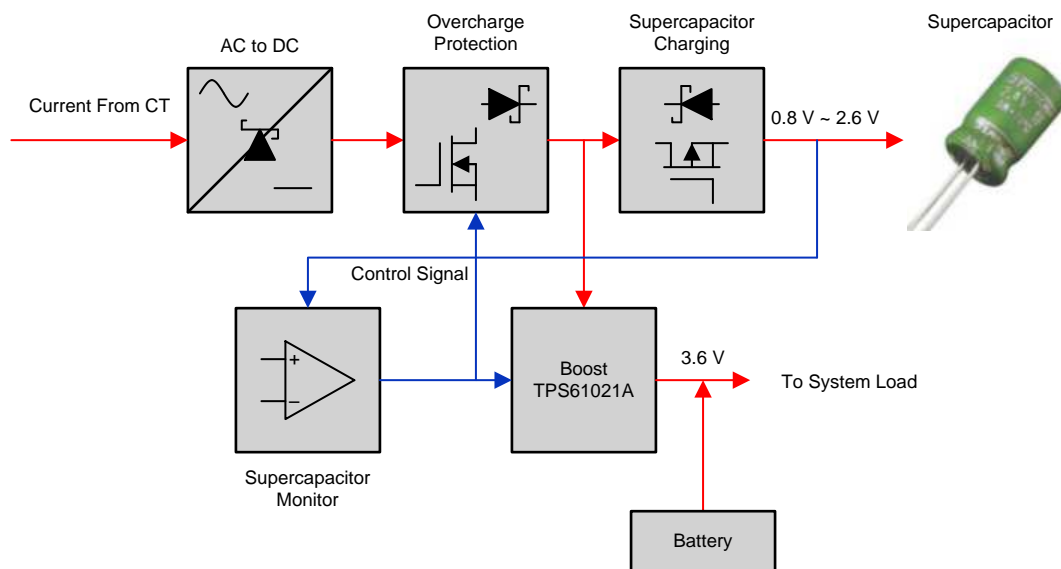 Overcharge
Protection
Supercapacitor
Charging
Supercapacitor
AC to DC
Current From CT
0.8 V ~ 2.6 V
Control Signal
+
−
Boost
TPS61021A
3.6 V
To System Load
Supercapacitor
Monitor
Battery